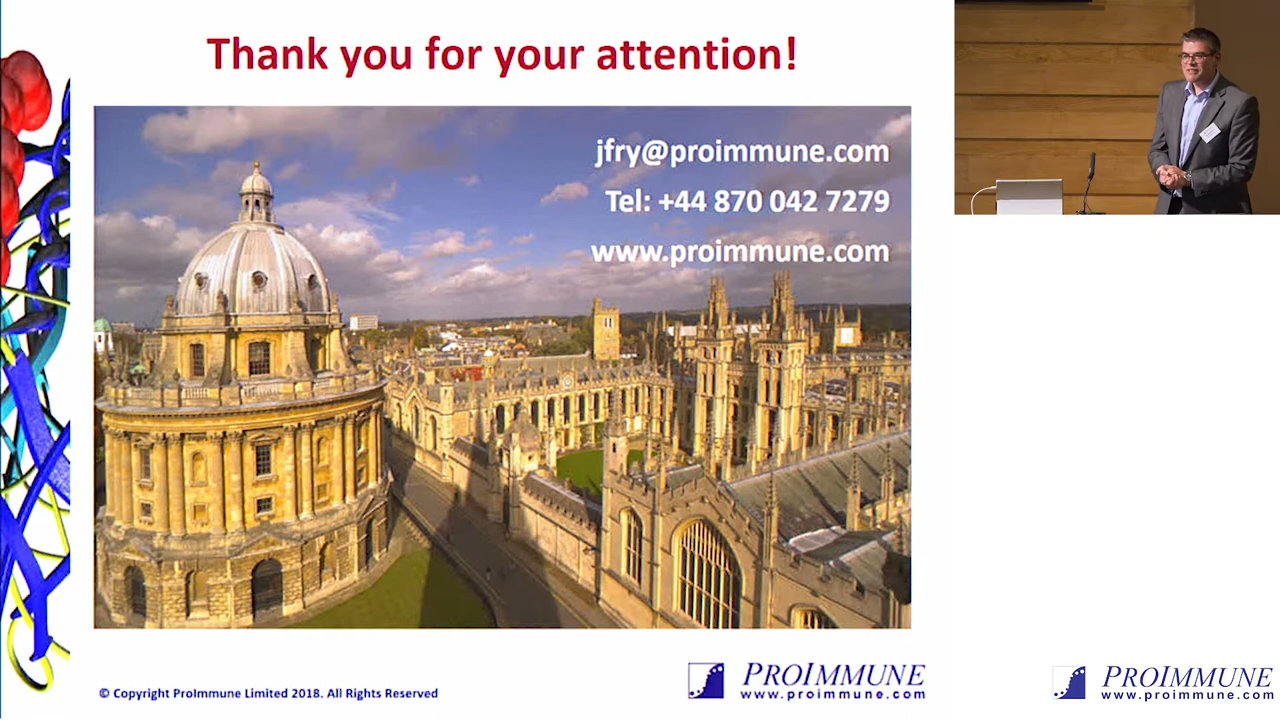 Thank you for your attention!
jfry@proimmune.com
Tel: +44 870 042 7279
www.proimmune.com
© Copyright ProImmune Limited 2018. All Rights Reserved
PROIMMUNE
www.proimmune.com
PROIMMUNE
www.proimmune.com